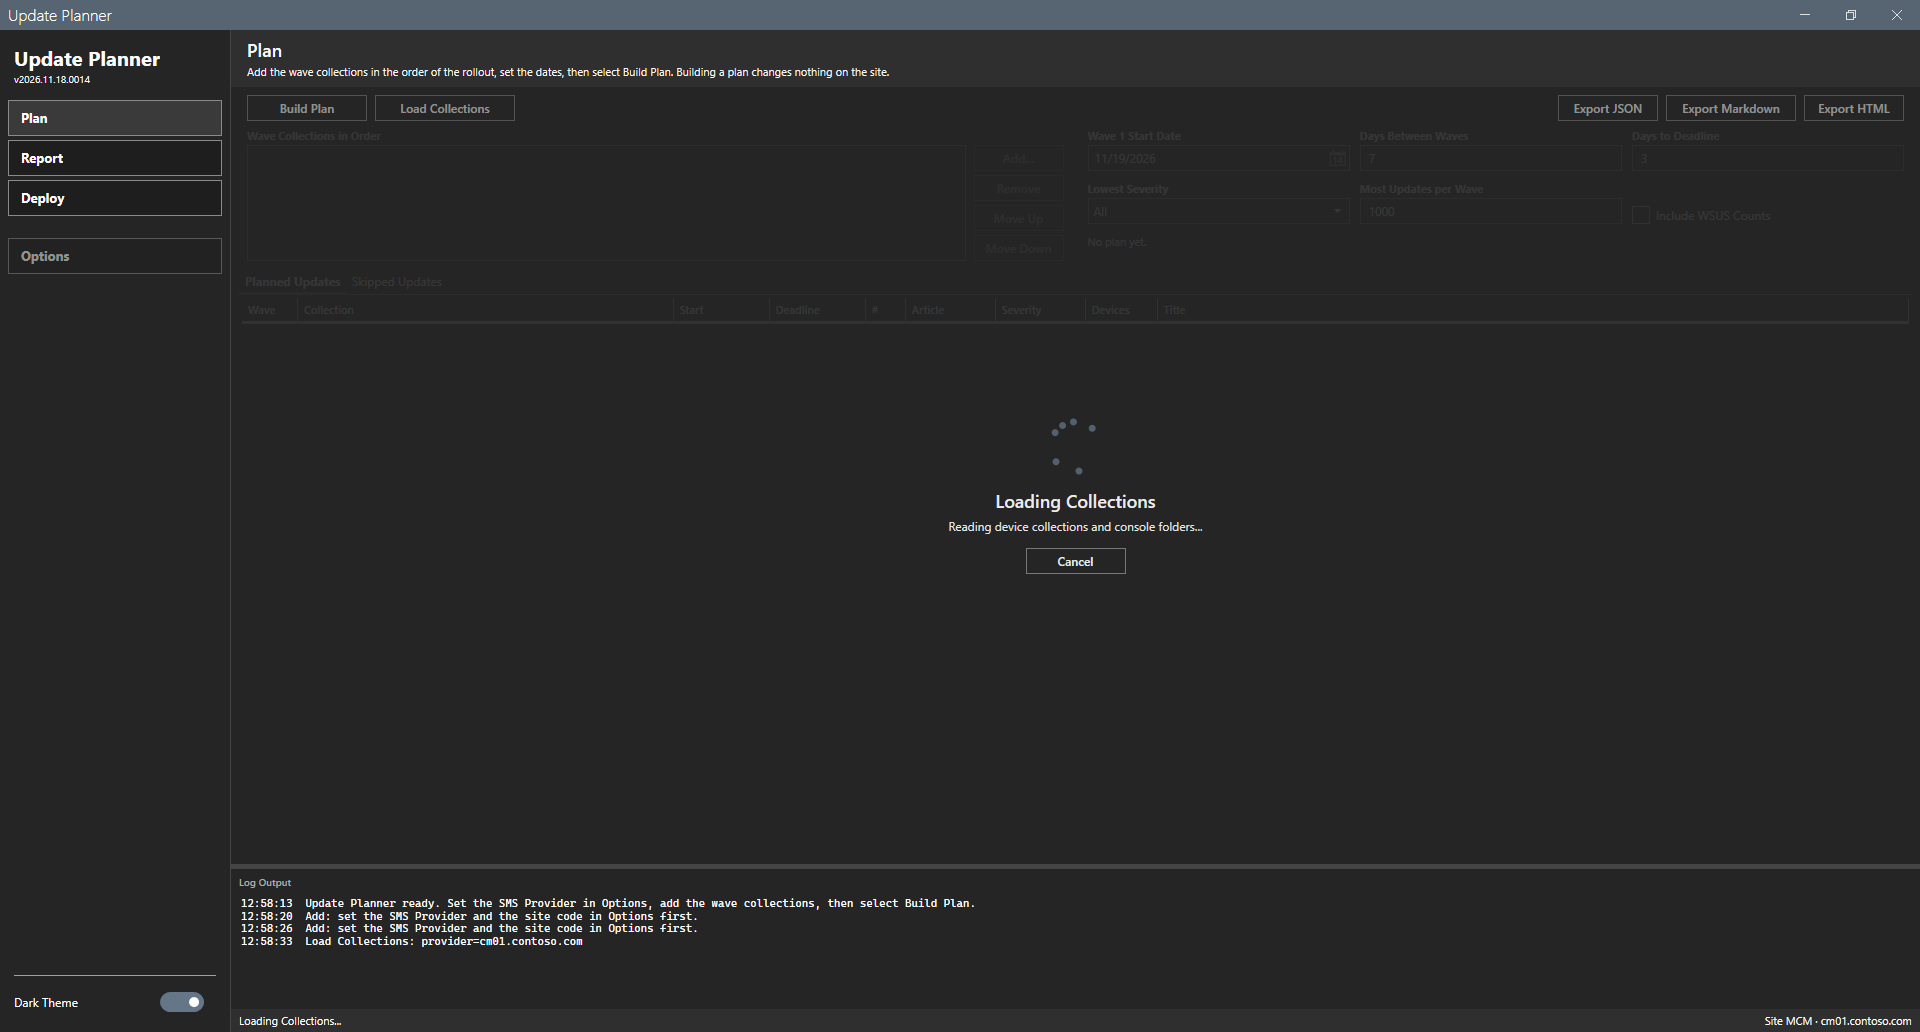 Update Planner
Update Planner
v2026.11.18.0014
Plan
Report
Deploy
Options
Dark Theme
Plan
Add the wave collections in the order of the rollout, set the dates, then select Build Plan. Building a plan changes nothing on the site.
Build Plan
Load Collections
Export JSON
Export Markdown
Export HTML
Wave Collections in Order
Add...
Remove
Move Up
Move Down
Wave 1 Start Date
11/19/2026
Days Between Waves
7
Days to Deadline
3
Lowest Severity
All
Most Updates per Wave
1000
Include WSUS Counts
No plan yet.
Planned Updates
Skipped Updates
Wave
Collection
Start
Deadline
#
Article
Severity
Devices
Title
Loading Collections
Reading device collections and console folders...
Cancel
Log Output
12:58:13 Update Planner ready. Set the SMS Provider in Options, add the wave collections, then select Build Plan.
12:58:20 Add: set the SMS Provider and the site code in Options first.
12:58:26 Add: set the SMS Provider and the site code in Options first.
12:58:33 Load Collections: provider=cm01.contoso.com
Loading Collections...
Site MCM · cm01.contoso.com